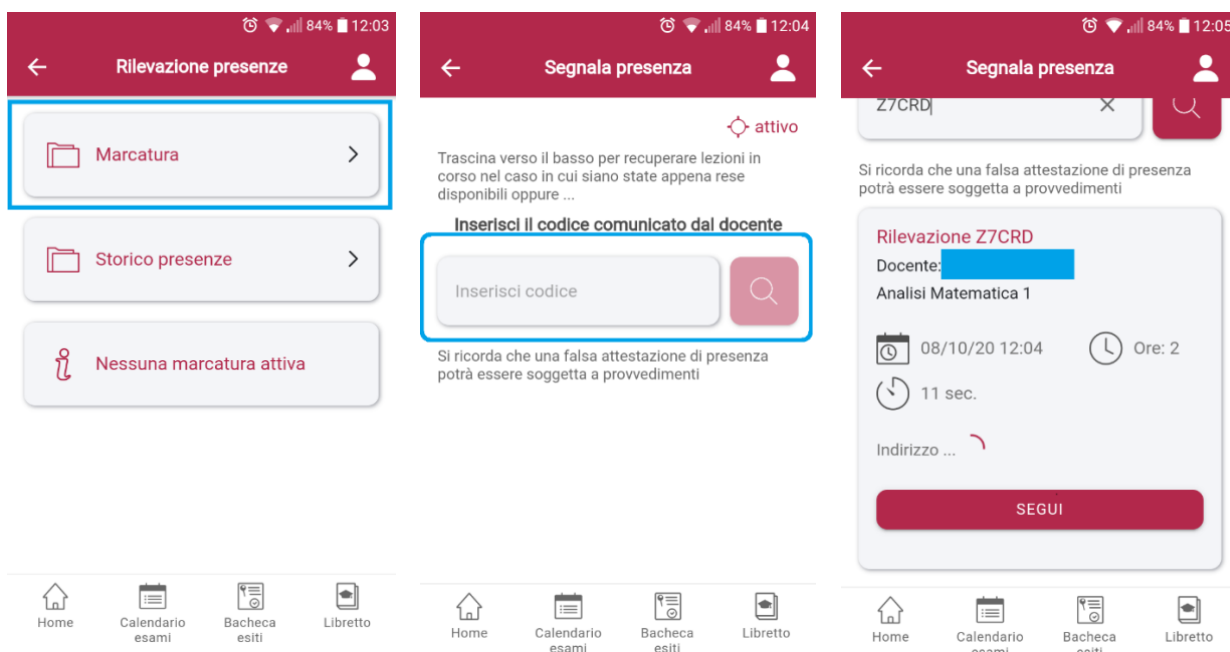 84% 12:03
Rilevazione presenze
Marcatura
Storico presenze
Nessuna marcatura attiva
Home
Calendario
esami
Bacheca
esiti
Libretto
84% 12:04
Segnala presenza
attivo
Trascina verso il basso per recuperare lezioni in
corso nel caso in cui siano state appena rese
disponibili oppure ...
Inserisci il codice comunicato dal docente
Inserisci codice
Si ricorda che una falsa attestazione di presenza
potrà essere soggetta a provvedimenti
Home
Calendario
esami
Bacheca
esiti
Libretto
84% 12:05
Segnala presenza
Z7CRD
Si ricorda che una falsa attestazione di presenza
potrà essere soggetta a provvedimenti
Rilevazione Z7CRD
Docente:
Analisi Matematica 1
08/10/20 12:04
Ore: 2
11 sec.
Indirizzo ...
SEGUI
Home
Calendario
esami
Bacheca
esiti
Libretto